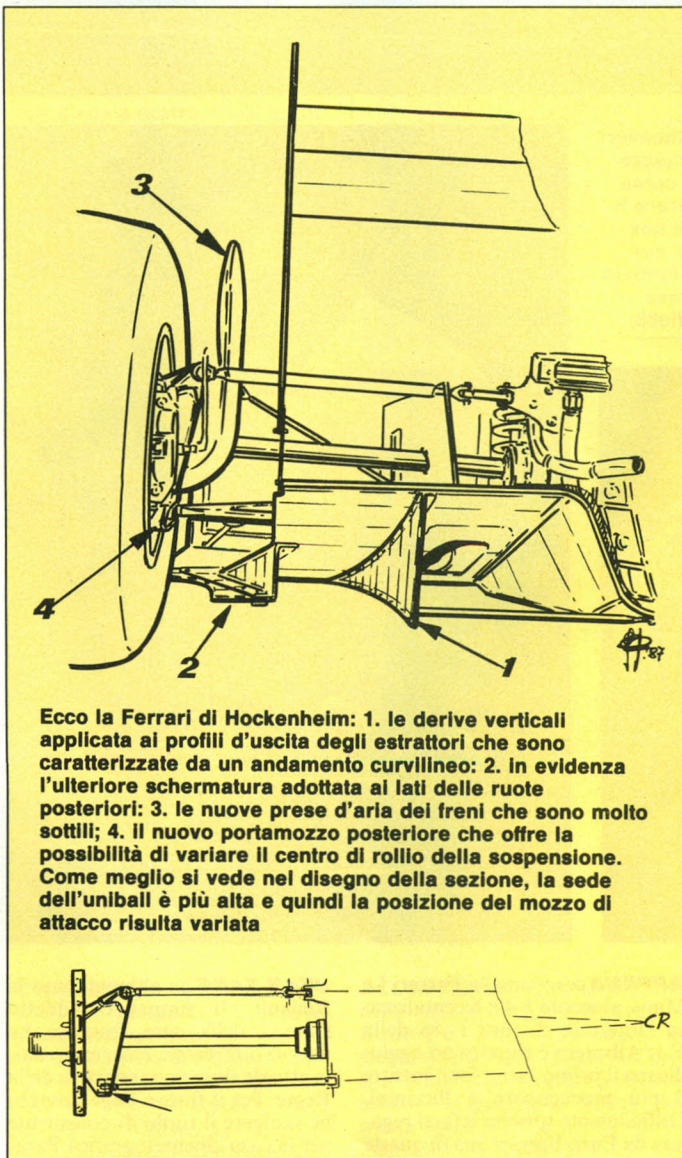 3
4
2
1
'87
Ecco la Ferrari di Hockenheim: 1. le derive verticali
applicata ai profili d'uscita degli estrattori che sono
caratterizzate da un andamento curvilineo: 2. in evidenza
l'ulteriore schermatura adottata ai lati delle ruote
posteriori: 3. le nuove prese d'aria dei freni che sono molto
sottili; 4. il nuovo portamozzo posteriore che offre la
possibilità di variare il centro di rollio della sospensione.
Come meglio si vede nel disegno della sezione, la sede
dell'uniball è più alta e quindi la posizione del mozzo di
attacco risulta variata
CR